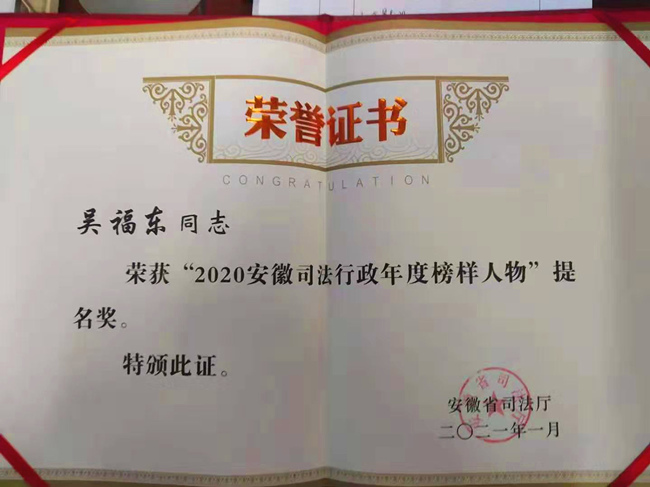 荣誉证书
CONGRATULATION
吴福东同志
荣获“2020安徽司法行政年度榜样人物”提
名奖。
特颁此证。
安徽省司法厅
二〇二一年一月